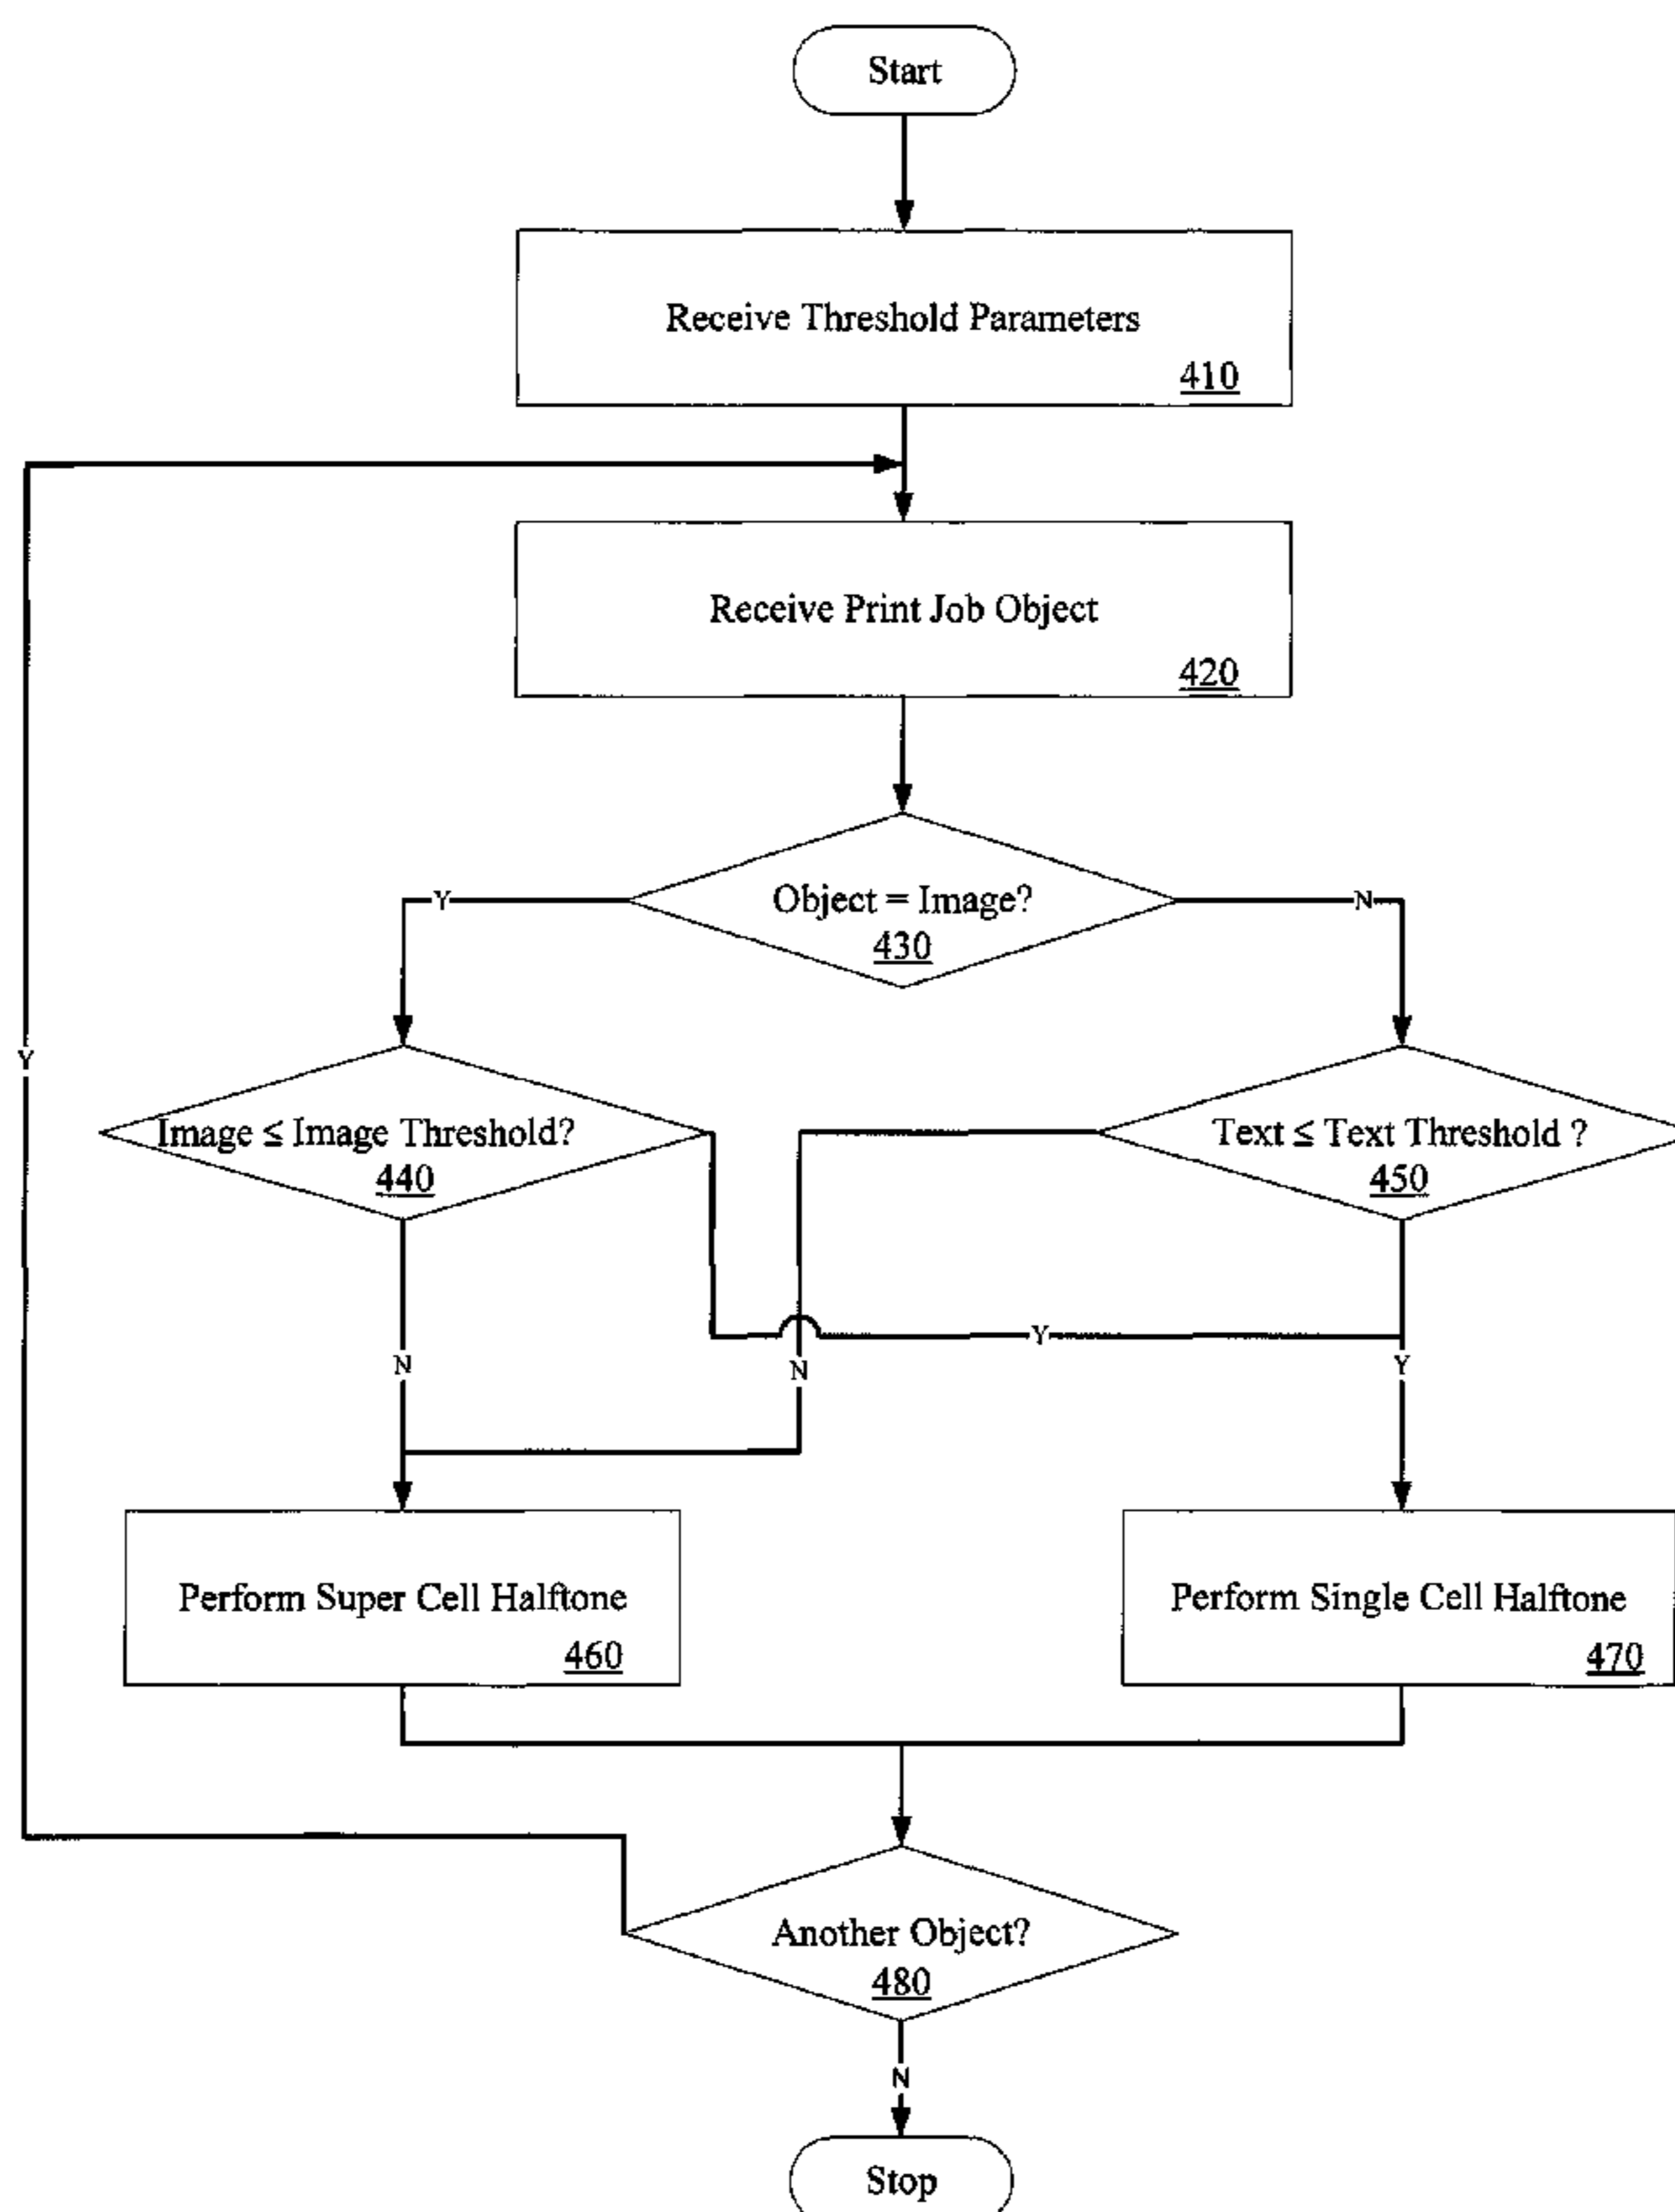 Start
Receive Threshold Parameters
410
Receive Print Job Object
420
Object = Image?
430
Y
N
Y
Image ≤ Image Threshold?
440
Text ≤ Text Threshold ?
450
Y
N
N
Y
Perform Super Cell Halftone
460
Perform Single Cell Halftone
470
Another Object?
480
N
Stop